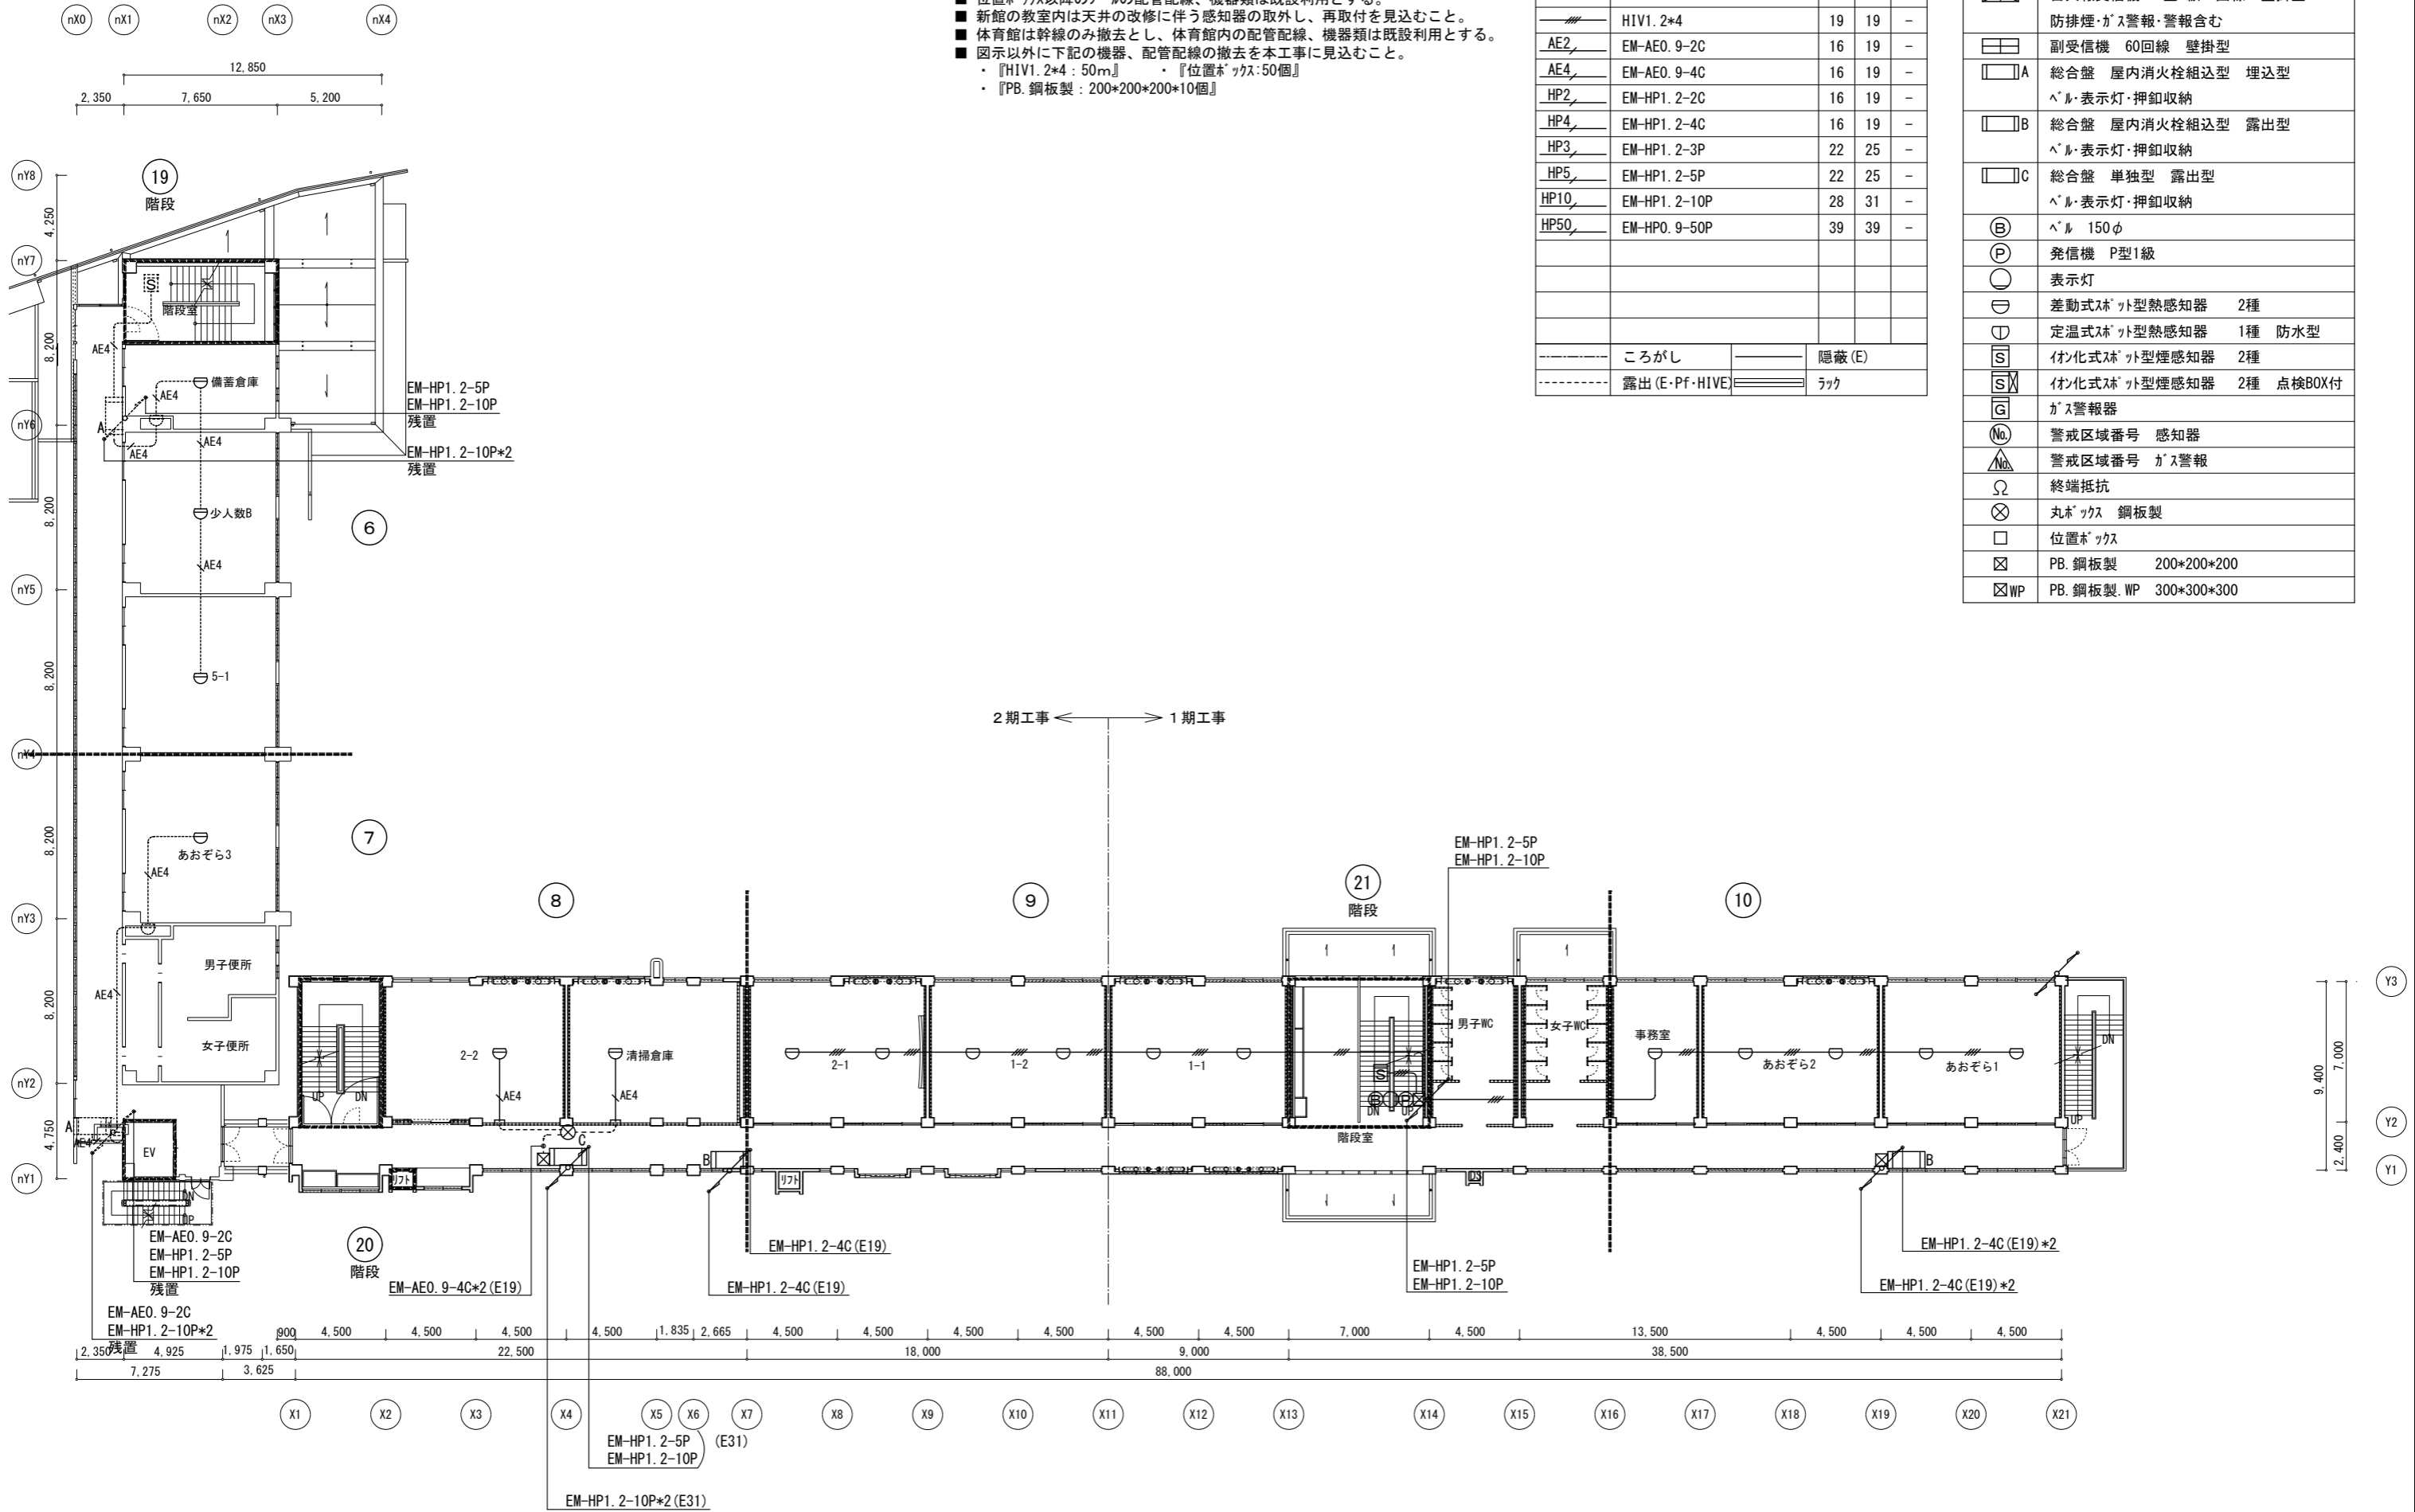 nX0 nX1 nX2 nX3 nX4
12,850
2,350 7,650 5,200
■ 新館の教室内は天井の改修に伴う感知器の取外し、再取付を見込むこと。
■ 体育館は幹線のみ撤去とし、体育館内の配管配線、機器類は既設利用とする。
■ 図示以外に下記の機器、配管配線の撤去を本工事に見込むこと。
・『HIV1.2*4：50m』 ・『位置ﾎﾞｯｸｽ:50個』
・『PB.鋼板製：200*200*200*10個』
HIV1.2*4 19 19 -
AE2 EM-AE0.9-2C 16 19 -
AE4 EM-AE0.9-4C 16 19 -
HP2 EM-HP1.2-2C 16 19 -
HP4 EM-HP1.2-4C 16 19 -
HP3 EM-HP1.2-3P 22 25 -
HP5 EM-HP1.2-5P 22 25 -
HP10 EM-HP1.2-10P 28 31 -
HP50 EM-HP0.9-50P 39 39 -
ころがし 隠蔽(E)
露出(E･Pf･HIVE) ﾗｯｸ
防排煙･ｶﾞｽ警報･警報含む
副受信機 60回線 壁掛型
A 総合盤 屋内消火栓組込型 埋込型
ﾍﾞﾙ･表示灯･押釦収納
B 総合盤 屋内消火栓組込型 露出型
ﾍﾞﾙ･表示灯･押釦収納
C 総合盤 単独型 露出型
ﾍﾞﾙ･表示灯･押釦収納
B ﾍﾞﾙ 150φ
P 発信機 P型1級
表示灯
差動式ｽﾎﾟｯﾄ型熱感知器 2種
定温式ｽﾎﾟｯﾄ型熱感知器 1種 防水型
S ｲｵﾝ化式ｽﾎﾟｯﾄ型煙感知器 2種
S ｲｵﾝ化式ｽﾎﾟｯﾄ型煙感知器 2種 点検BOX付
G ｶﾞｽ警報器
No. 警戒区域番号 感知器
No. 警戒区域番号 ｶﾞｽ警報
Ω 終端抵抗
丸ﾎﾞｯｸｽ 鋼板製
位置ﾎﾞｯｸｽ
PB.鋼板製 200*200*200
WP PB.鋼板製.WP 300*300*300
nY8
19
階段
4,250
nY7
S
階段室
8,200
AE4
備蓄倉庫
AE4
EM-HP1.2-5P
EM-HP1.2-10P
残置
nY6
A
AE4
AE4
EM-HP1.2-10P*2
残置
8,200
少人数B
6
AE4
nY5
8,200
5-1
2期工事 1期工事
nY4
8,200
7
あおぞら3
AE4
EM-HP1.2-5P
EM-HP1.2-10P
8
9
21
階段
10
nY3
男子便所
8,200
AE4
女子便所
nY2
2-2
清掃倉庫
AE4
AE4
UP DN
2-1
1-2
1-1
S
B P
DN UP
階段室
男子WC
女子WC
事務室
あおぞら2
あおぞら1
DN
UP
Y3
9,400 7,000
Y2
2,400
Y1
4,750
A
AE4
EV
nY1
DN
UP
ﾘﾌﾄ
C
B
ﾘﾌﾄ
DS
B
EM-AE0.9-2C
EM-HP1.2-5P
EM-HP1.2-10P
残置
EM-AE0.9-2C
EM-HP1.2-10P*2
残置
20
階段
EM-AE0.9-4C*2(E19)
EM-HP1.2-4C(E19)
EM-HP1.2-4C(E19)
EM-HP1.2-5P
EM-HP1.2-10P
EM-HP1.2-4C(E19)*2
EM-HP1.2-4C(E19)*2
900 4,500 4,500 4,500 4,500 1,835 2,665 4,500 4,500 4,500 4,500 4,500 4,500 7,000 4,500 13,500 4,500 4,500 4,500
2,350 4,925 1,975 1,650 22,500 18,000 9,000 38,500
7,275 3,625 88,000
X1 X2 X3 X4 X5 X6 X7 X8 X9 X10 X11 X12 X13 X14 X15 X16 X17 X18 X19 X20 X21
EM-HP1.2-5P (E31)
EM-HP1.2-10P
EM-HP1.2-10P*2(E31)